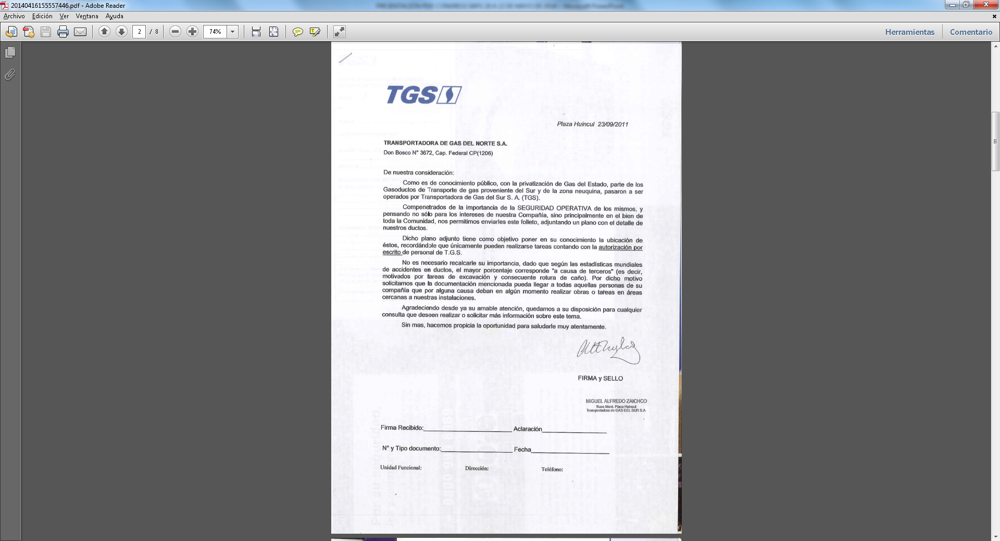 20140416155557446.pdf - Adobe Reader
Archivo Edición Ver Ventana Ayuda
2 / 8 74% Herramientas Comentario
TGS
Plaza Huincul 23/09/2011
TRANSPORTADORA DE GAS DEL NORTE S.A.
Don Bosco N° 3672, Cap. Federal CP(1206)
De nuestra consideración:
Como es de conocimiento público, con la privatización de Gas del Estado, parte de los
Gasoductos de Transporte de gas proveniente del Sur y de la zona neuquina, pasaron a ser
operados por Transportadora de Gas del Sur S. A. (TGS).
Compenetrados de la importancia de la SEGURIDAD OPERATIVA de los mismos, y
pensando no sólo para los intereses de nuestra Compañía, sino principalmente en el bien de
toda la Comunidad, nos permitimos enviarles este folleto, adjuntando un plano con el detalle de
nuestros ductos.
Dicho plano adjunto tiene como objetivo poner en su conocimiento la ubicación de
éstos, recordándole que únicamente pueden realizarse tareas contando con la autorización por
escrito de personal de T.G.S.
No es necesario recalcarle su importancia, dado que según las estadísticas mundiales
de accidentes en ductos, el mayor porcentaje corresponde "a causa de terceros" (es decir,
motivados por tareas de excavación y consecuente rotura de caño). Por dicho motivo
solicitamos que la documentación mencionada pueda llegar a todas aquellas personas de su
compañía que por alguna causa deban en algún momento realizar obras o tareas en áreas
cercanas a nuestras instalaciones.
Agradeciendo desde ya su amable atención, quedamos a su disposición para cualquier
consulta que deseen realizar o solicitar más información sobre este tema.
Sin mas, hacemos propicia la oportunidad para saludarle muy atentamente.
FIRMA y SELLO
MIGUEL ALFREDO ZAICHCO
Base Mant. Plaza Huincul
Transportadora de GAS DEL SUR S.A.
Firma Recibido: Aclaración
N° y Tipo documento: Fecha
Unidad Funcional: Dirección: Teléfono: